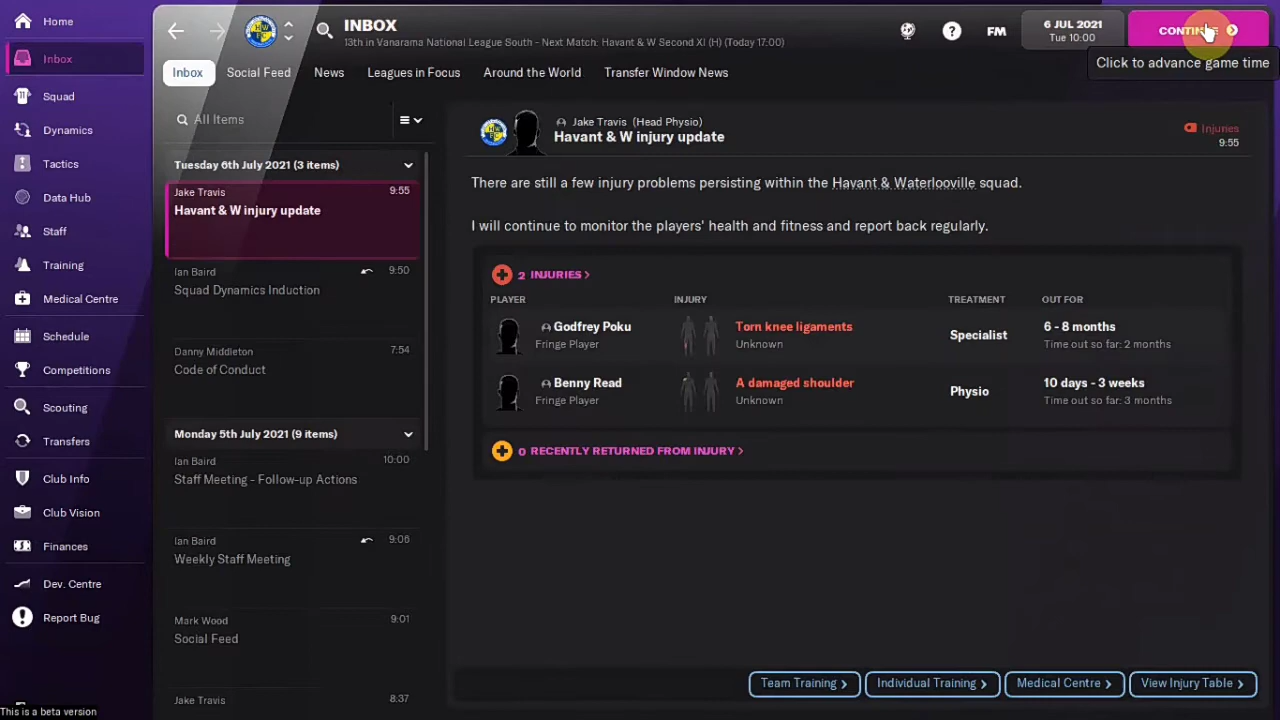 Home
Inbox
Squad
Dynamics
Tactics
Data Hub
Staff
Training
Medical Centre
Schedule
Competitions
Scouting
Transfers
Club Info
Club Vision
Finances
Dev. Centre
Report Bug
This is a beta version
INBOX
13th in Vanarama National League South - Next Match: Havant & W Second XI (H) (Today 17:00)
? FM
6 JUL 2021
Tue 10:00
Click to advance game time
Inbox Social Feed News Leagues in Focus Around the World Transfer Window News
All Items
Tuesday 6th July 2021 (3 items)
Jake Travis 9:55
Havant & W injury update
Ian Baird 9:50
Squad Dynamics Induction
Danny Middleton 7:54
Code of Conduct
Monday 5th July 2021 (9 items)
Ian Baird 10:00
Staff Meeting - Follow-up Actions
Ian Baird 9:06
Weekly Staff Meeting
Mark Wood 9:01
Social Feed
Jake Travis 8:37
Jake Travis (Head Physio)
Havant & W injury update
Injuries
9:55
There are still a few injury problems persisting within the Havant & Waterlooville squad.
I will continue to monitor the players' health and fitness and report back regularly.
2 INJURIES >
PLAYER INJURY TREATMENT OUT FOR
Godfrey Poku Torn knee ligaments Specialist 6 - 8 months
Fringe Player Unknown Time out so far: 2 months
Benny Read A damaged shoulder Physio 10 days - 3 weeks
Fringe Player Unknown Time out so far: 3 months
0 RECENTLY RETURNED FROM INJURY >
Team Training > Individual Training > Medical Centre > View Injury Table >